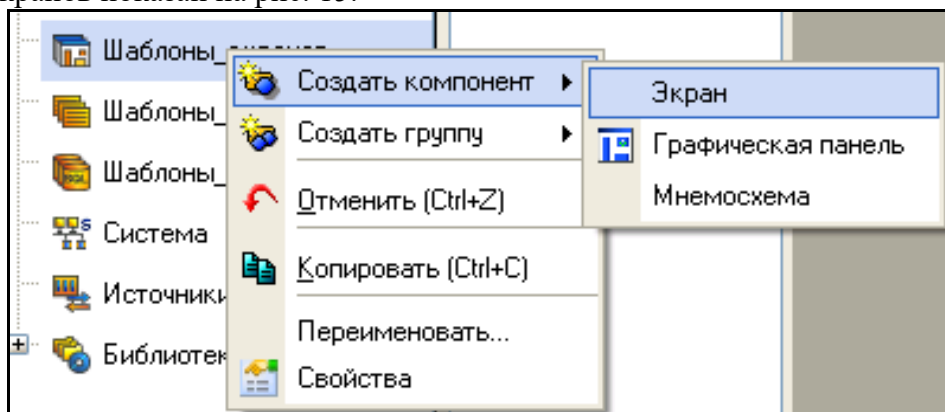 Шаблоны_
Создать компонент
Экран
Шаблоны_
Создать группу
Графическая панель
Шаблоны_
Отменить (Ctrl+Z)
Мнемосхема
Система
Копировать (Ctrl+C)
Источники
Переименовать...
Библиотек
Свойства